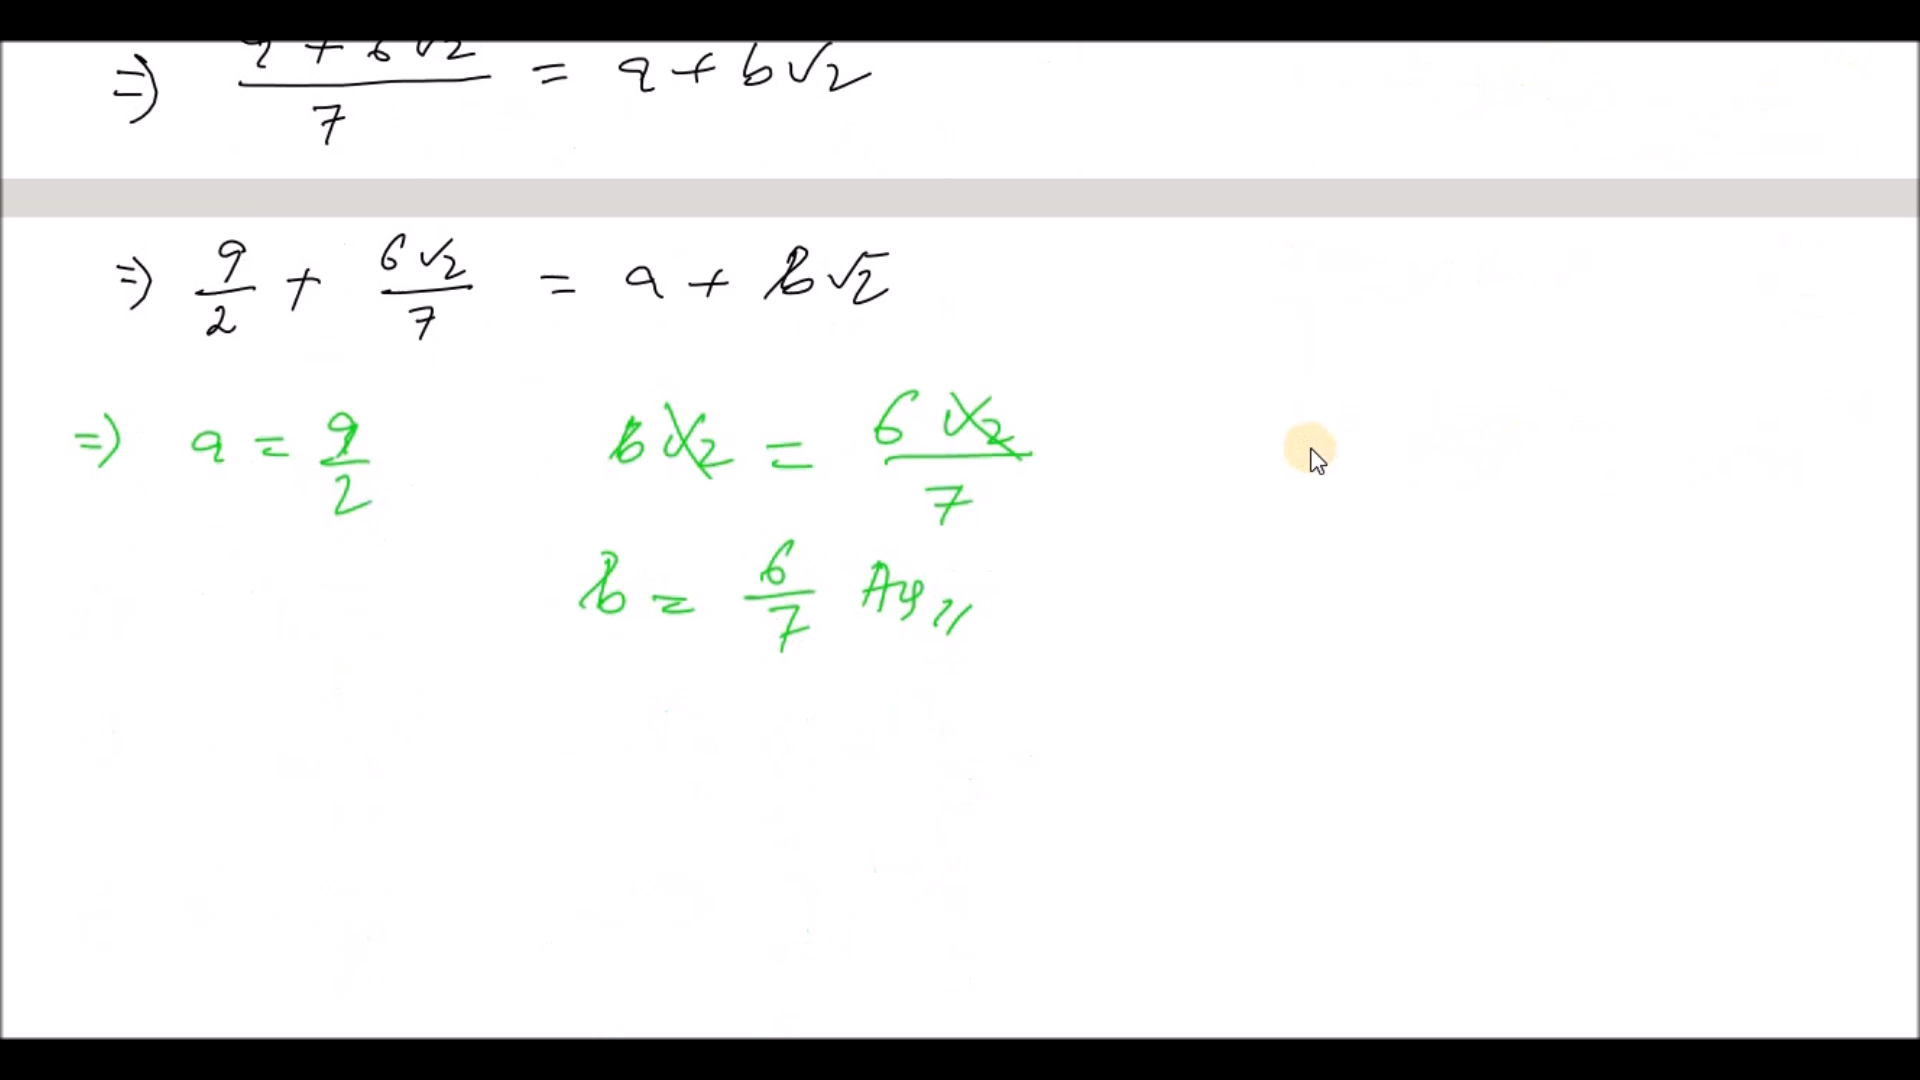 ⇒ 9 + 6√2 / 7 = a + b√2
⇒ 9/2 + 6√2/7 = a + b√2
⇒ a = 9/2 b√2 = 6√2/7
b = 6/7 Ans //